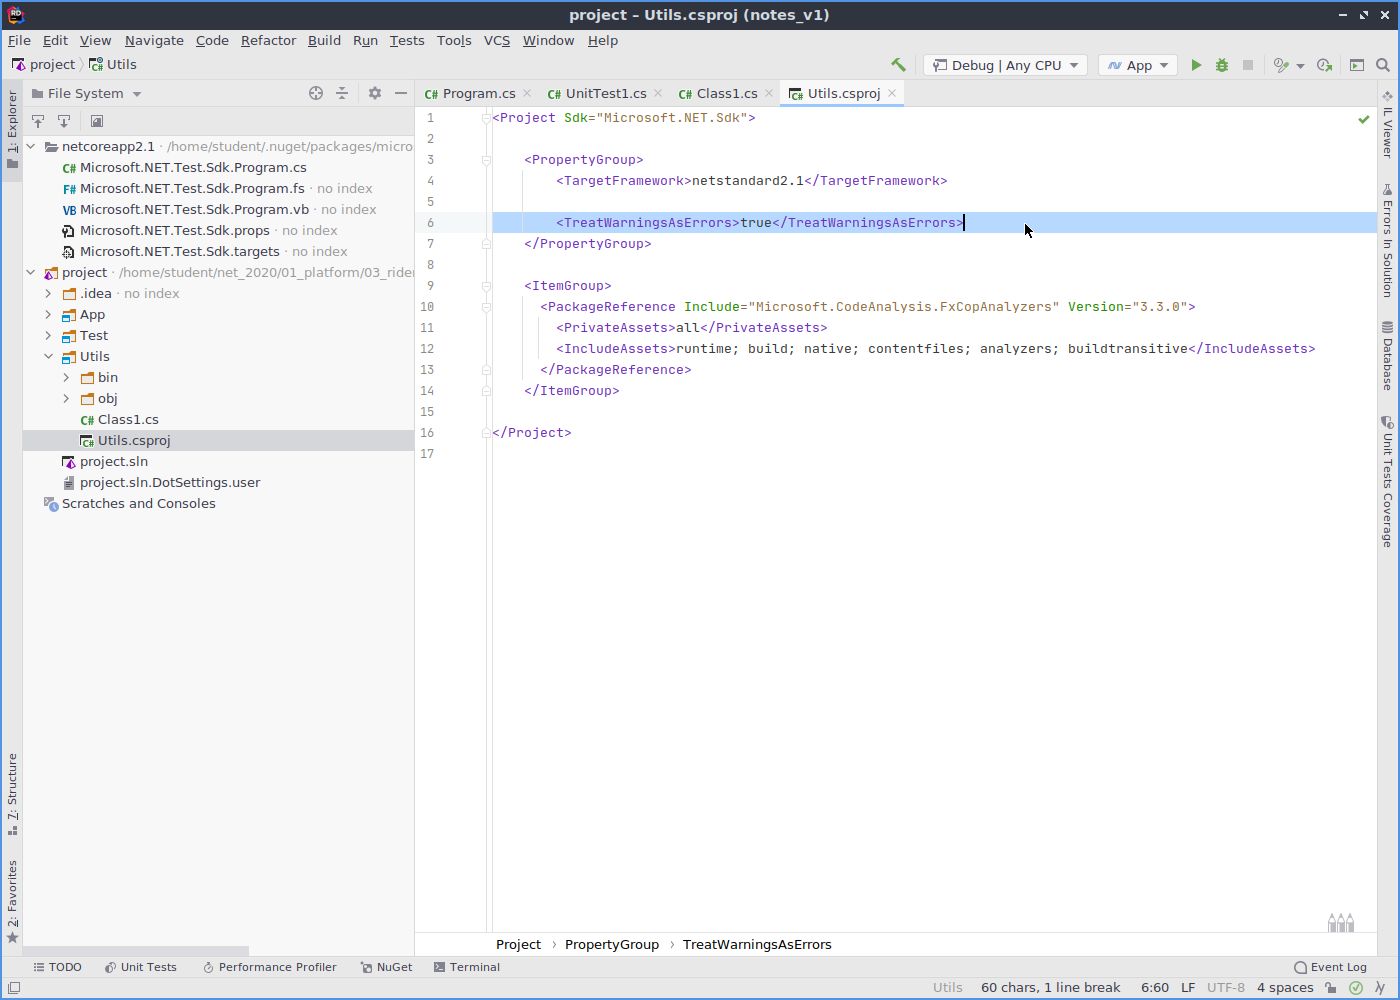 project – Utils.csproj (notes_v1)
File Edit View Navigate Code Refactor Build Run Tests Tools VCS Window Help
project Utils
Debug | Any CPU
App
1: Explorer
File System
Program.cs UnitTest1.cs Class1.cs Utils.csproj
netcoreapp2.1 · /home/student/.nuget/packages/micro
Microsoft.NET.Test.Sdk.Program.cs
Microsoft.NET.Test.Sdk.Program.fs · no index
Microsoft.NET.Test.Sdk.Program.vb · no index
Microsoft.NET.Test.Sdk.props · no index
Microsoft.NET.Test.Sdk.targets · no index
project · /home/student/net_2020/01_platform/03_rider
.idea · no index
App
Test
Utils
bin
obj
Class1.cs
Utils.csproj
project.sln
project.sln.DotSettings.user
Scratches and Consoles
7: Structure
2: Favorites
1 <Project Sdk="Microsoft.NET.Sdk">
2
3 <PropertyGroup>
4 <TargetFramework>netstandard2.1</TargetFramework>
5
6 <TreatWarningsAsErrors>true</TreatWarningsAsErrors>
7 </PropertyGroup>
8
9 <ItemGroup>
10 <PackageReference Include="Microsoft.CodeAnalysis.FxCopAnalyzers" Version="3.3.0">
11 <PrivateAssets>all</PrivateAssets>
12 <IncludeAssets>runtime; build; native; contentfiles; analyzers; buildtransitive</IncludeAssets>
13 </PackageReference>
14 </ItemGroup>
15
16 </Project>
17
IL Viewer
Errors In Solution
Database
Unit Tests Coverage
Project › PropertyGroup › TreatWarningsAsErrors
TODO Unit Tests Performance Profiler NuGet Terminal Event Log
Utils 60 chars, 1 line break 6:60 LF UTF-8 4 spaces